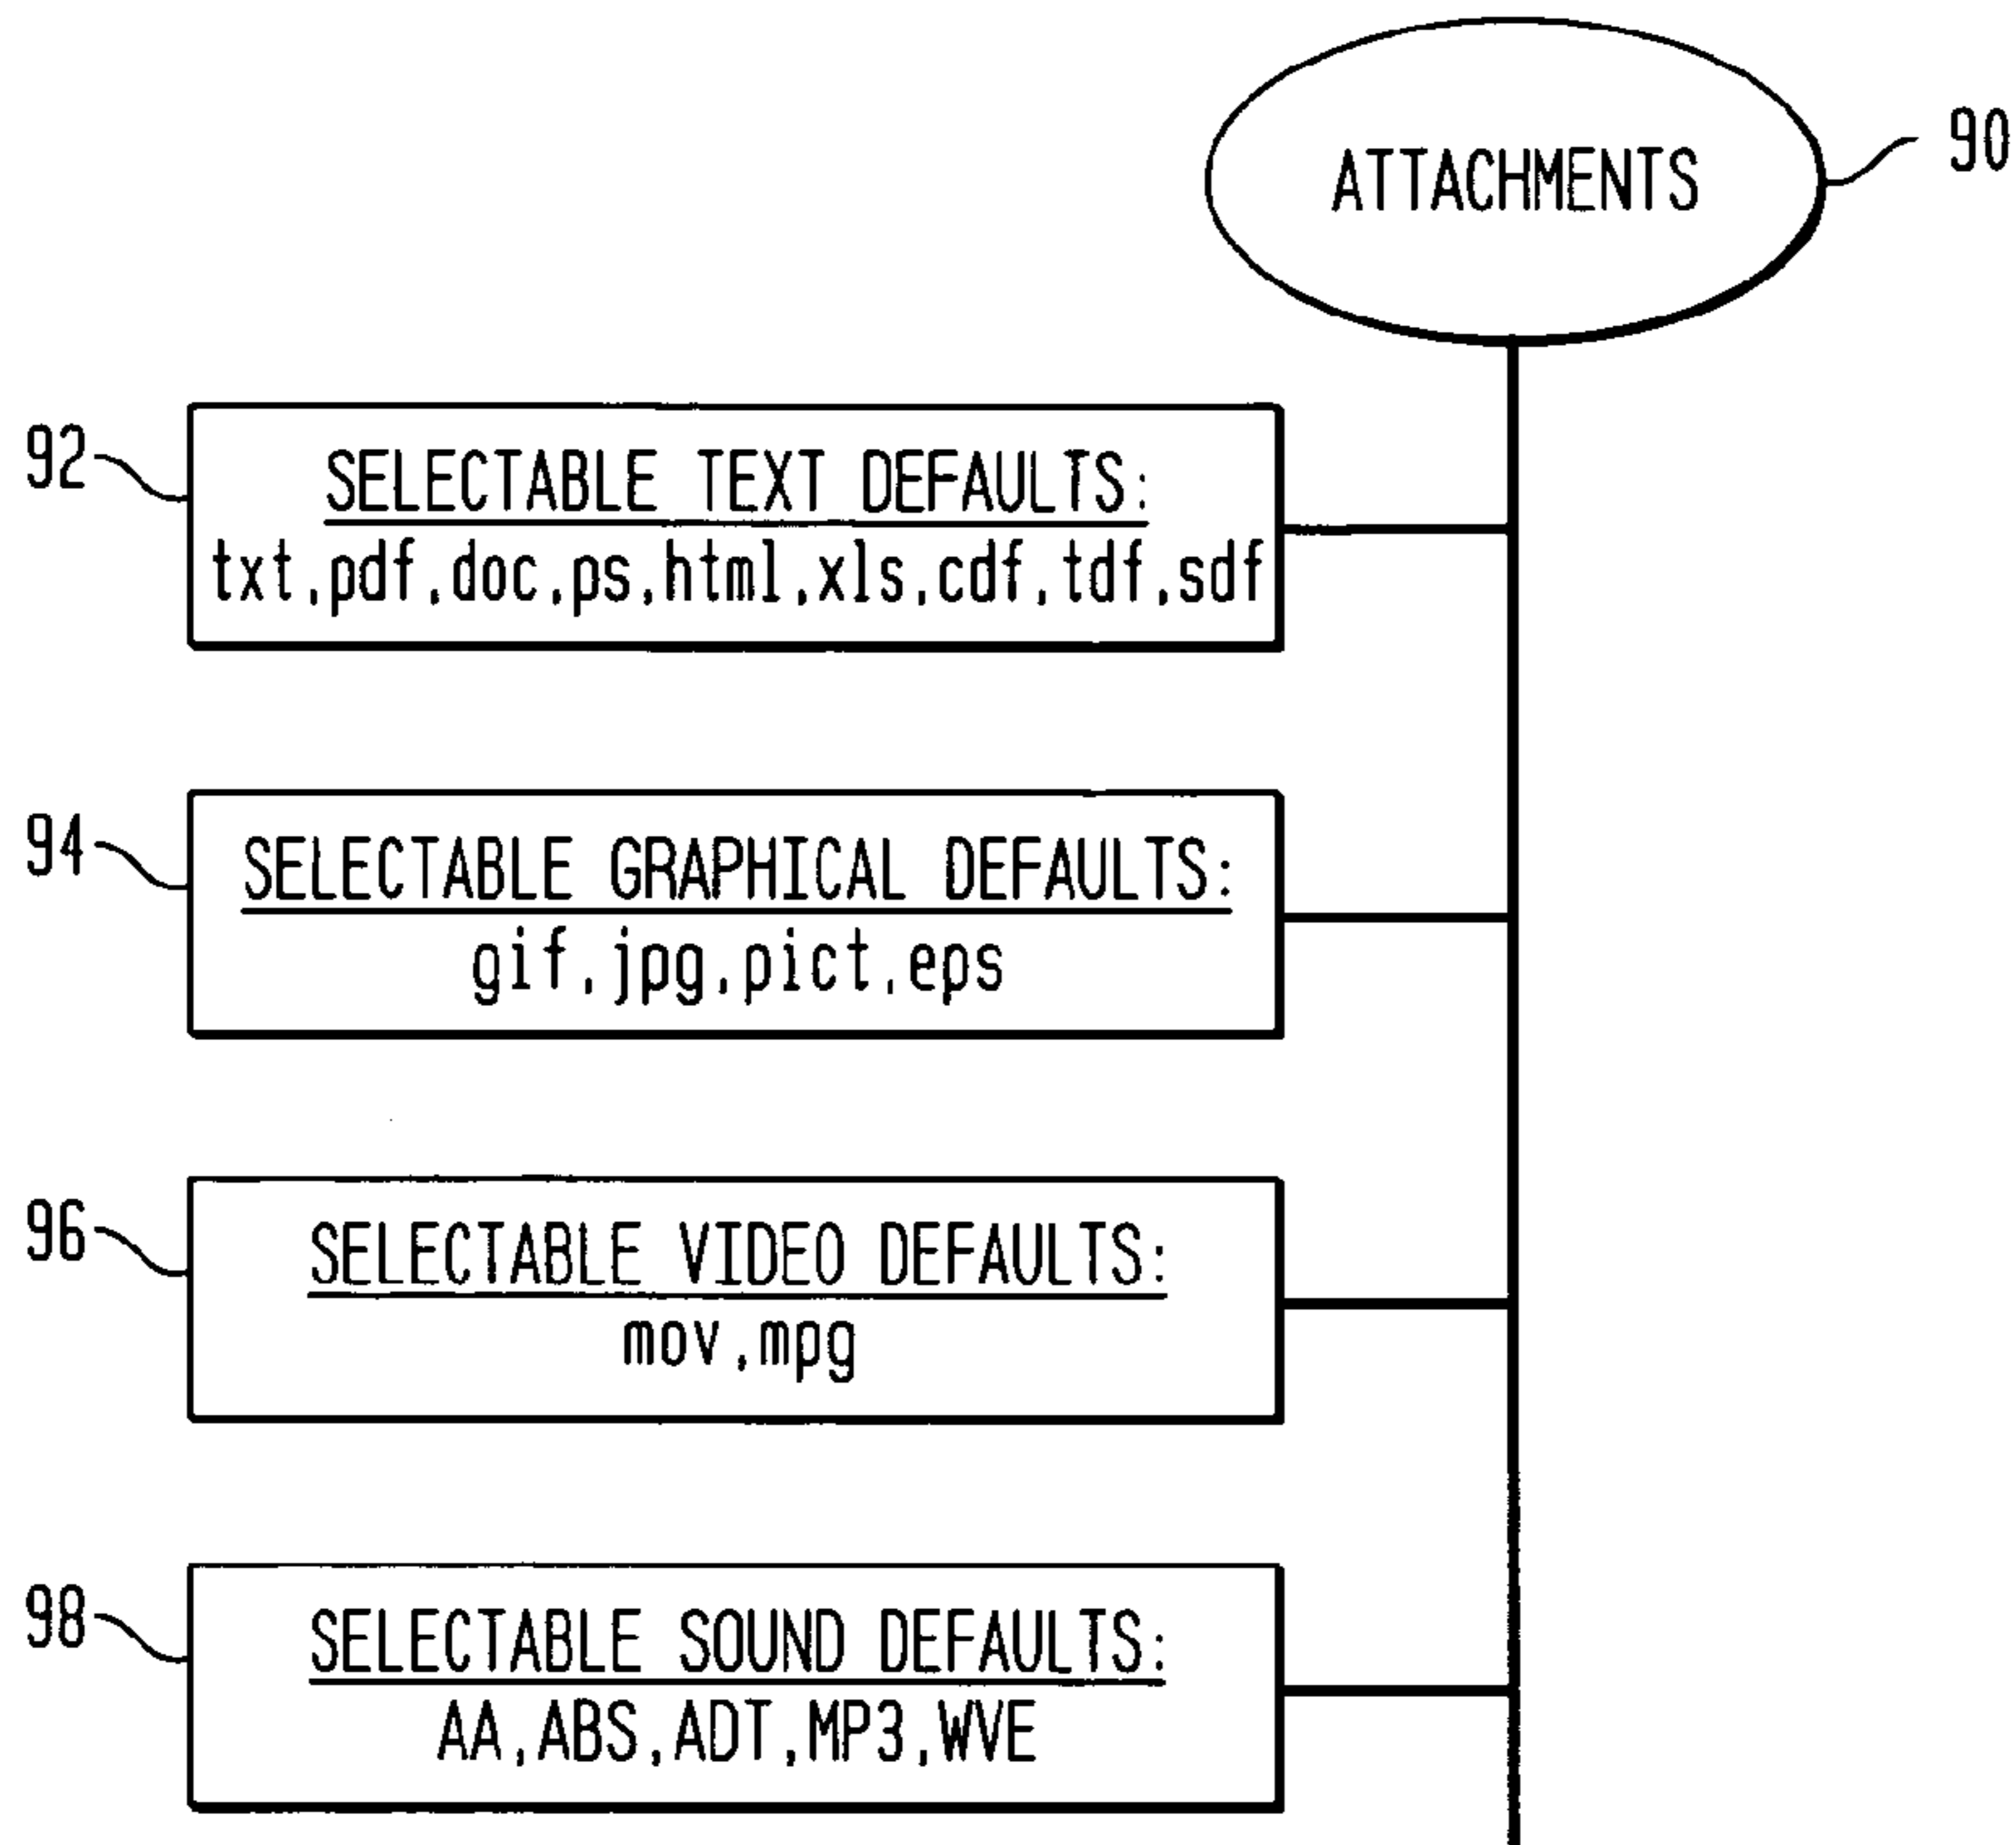 ATTACHMENTS
90
92
SELECTABLE TEXT DEFAULTS:
txt,pdf,doc,ps,html,xls,cdf,tdf,sdf
94
SELECTABLE GRAPHICAL DEFAULTS:
gif,jpg,pict,eps
96
SELECTABLE VIDEO DEFAULTS:
mov,mpg
98
SELECTABLE SOUND DEFAULTS:
AA,ABS,ADT,MP3,WVE